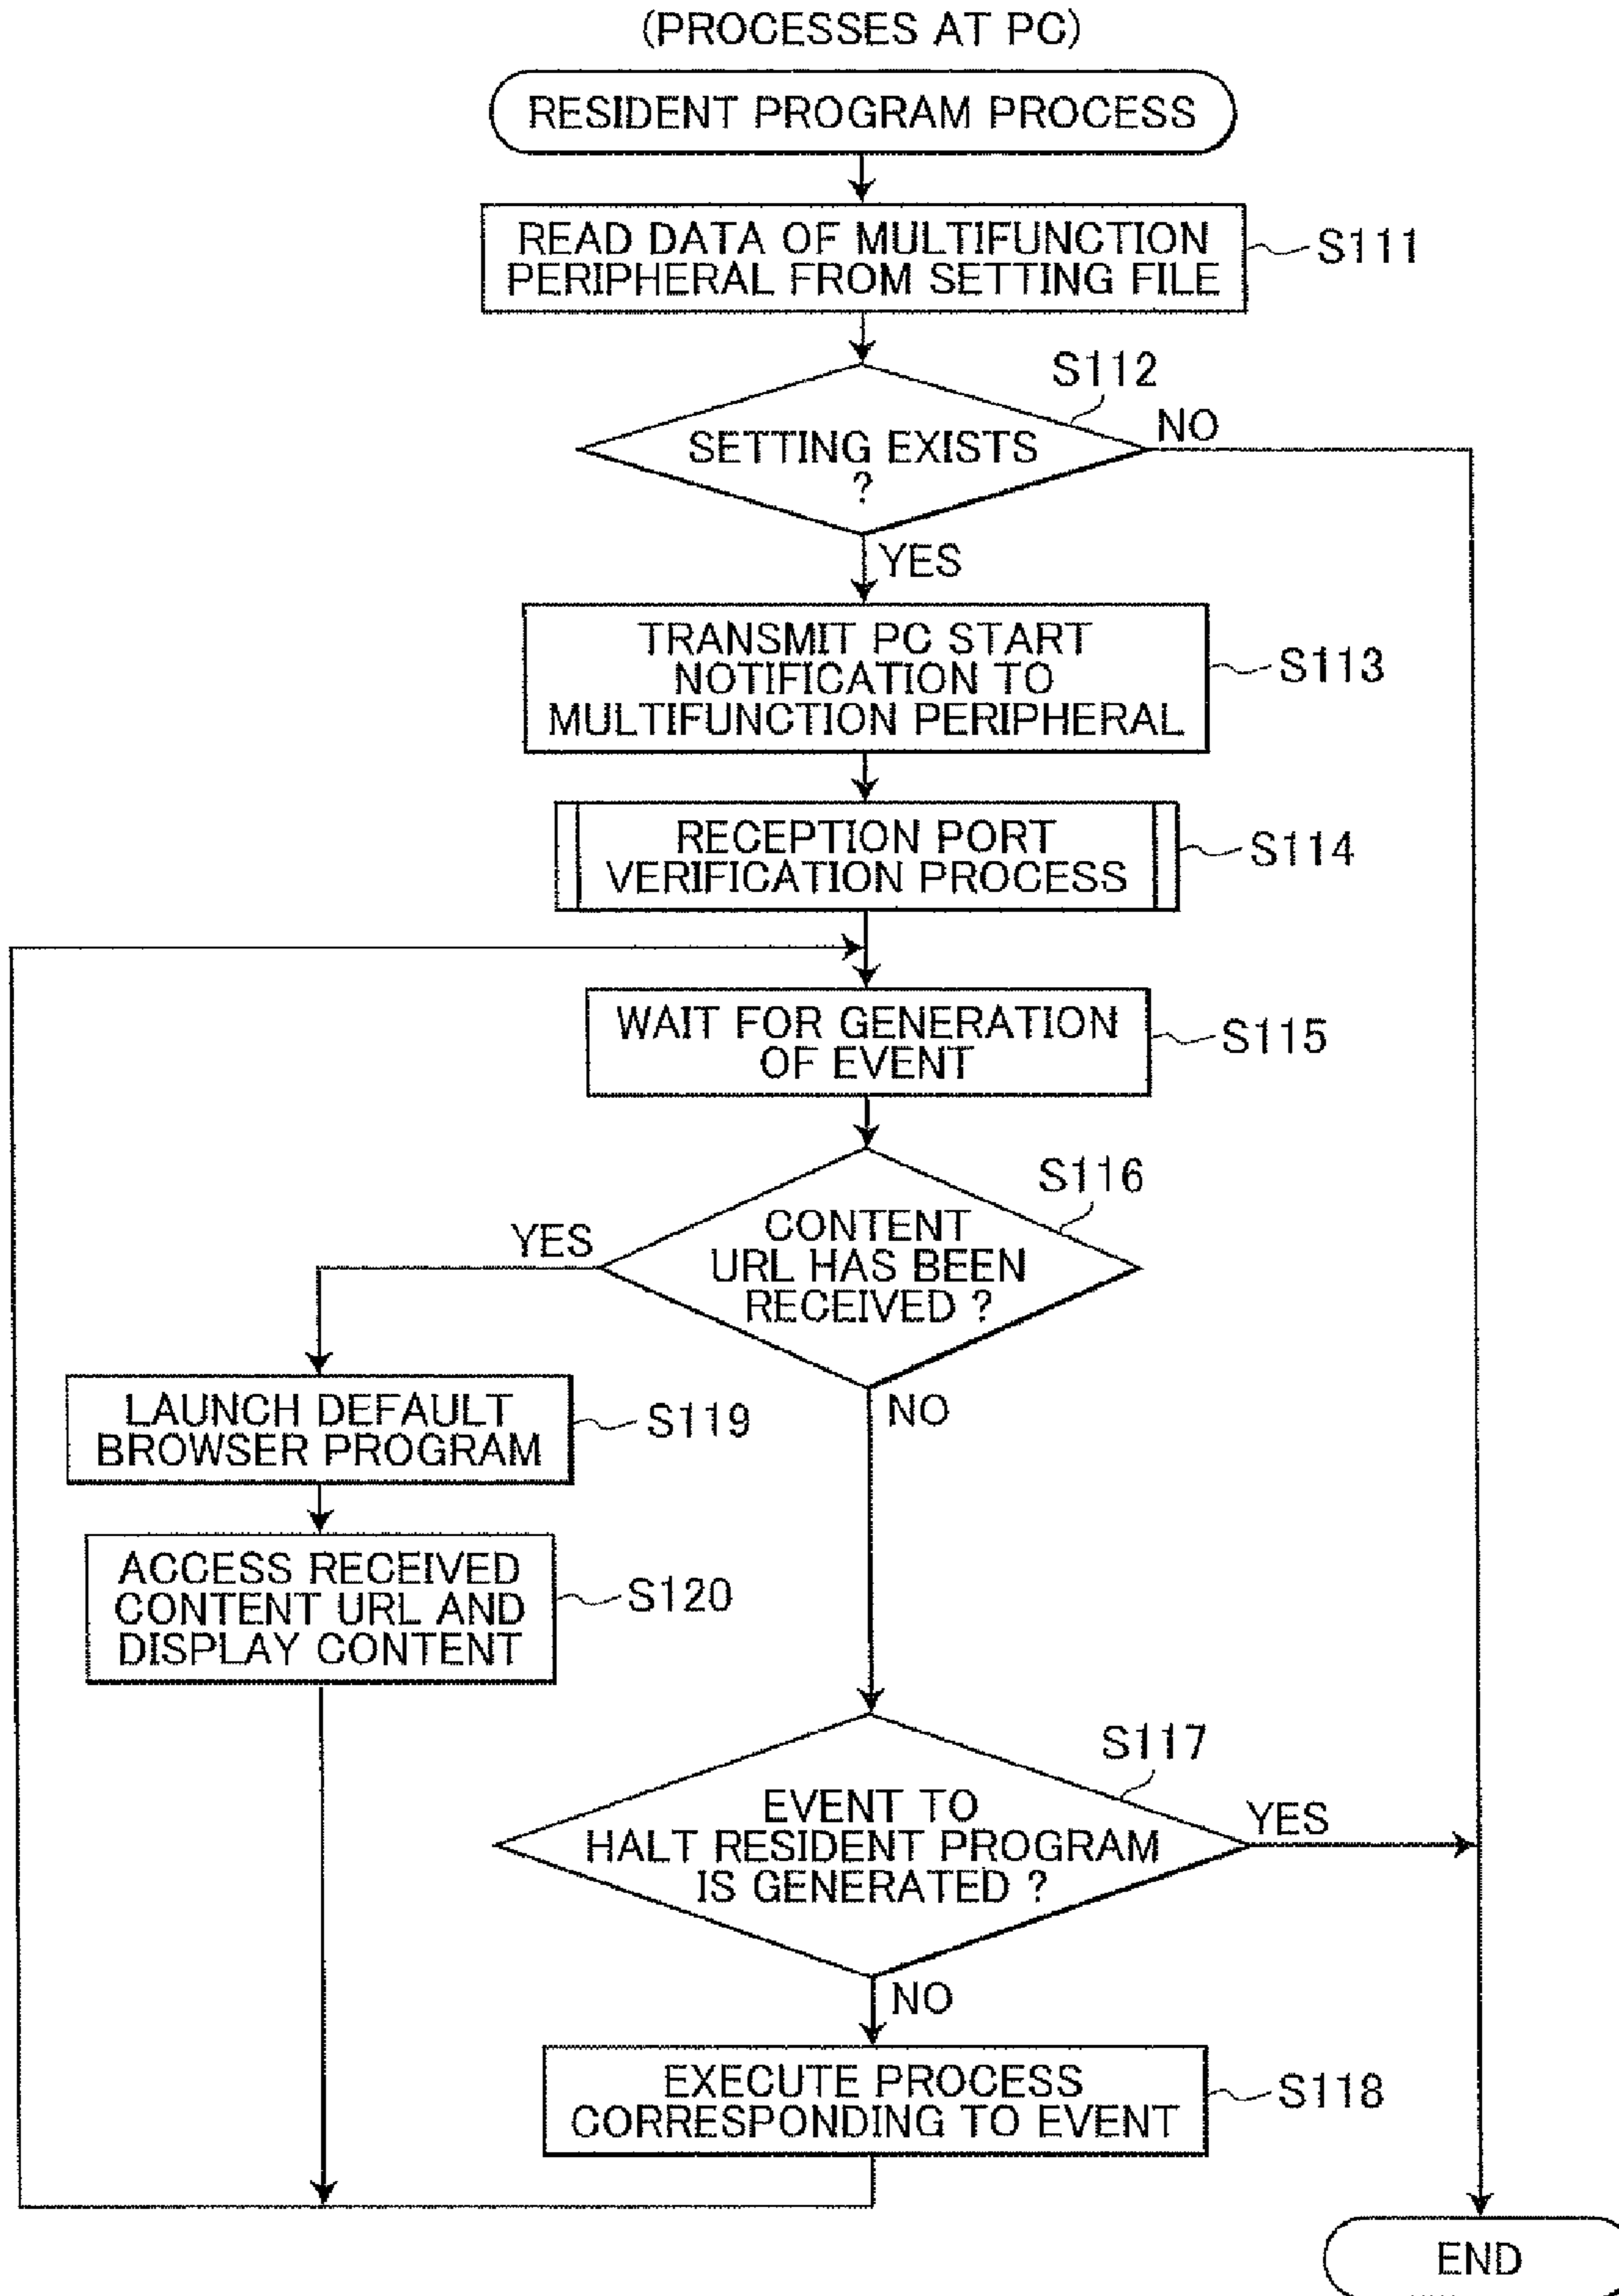 (PROCESSES AT PC)
RESIDENT PROGRAM PROCESS
READ DATA OF MULTIFUNCTION
PERIPHERAL FROM SETTING FILE
S111
S112
SETTING EXISTS
?
NO
YES
TRANSMIT PC START
NOTIFICATION TO
MULTIFUNCTION PERIPHERAL
S113
RECEPTION PORT
VERIFICATION PROCESS
S114
WAIT FOR GENERATION
OF EVENT
S115
S116
CONTENT
URL HAS BEEN
RECEIVED ?
YES
NO
LAUNCH DEFAULT
BROWSER PROGRAM
S119
ACCESS RECEIVED
CONTENT URL AND
DISPLAY CONTENT
S120
S117
EVENT TO
HALT RESIDENT PROGRAM
IS GENERATED ?
YES
NO
EXECUTE PROCESS
CORRESPONDING TO EVENT
S118
END